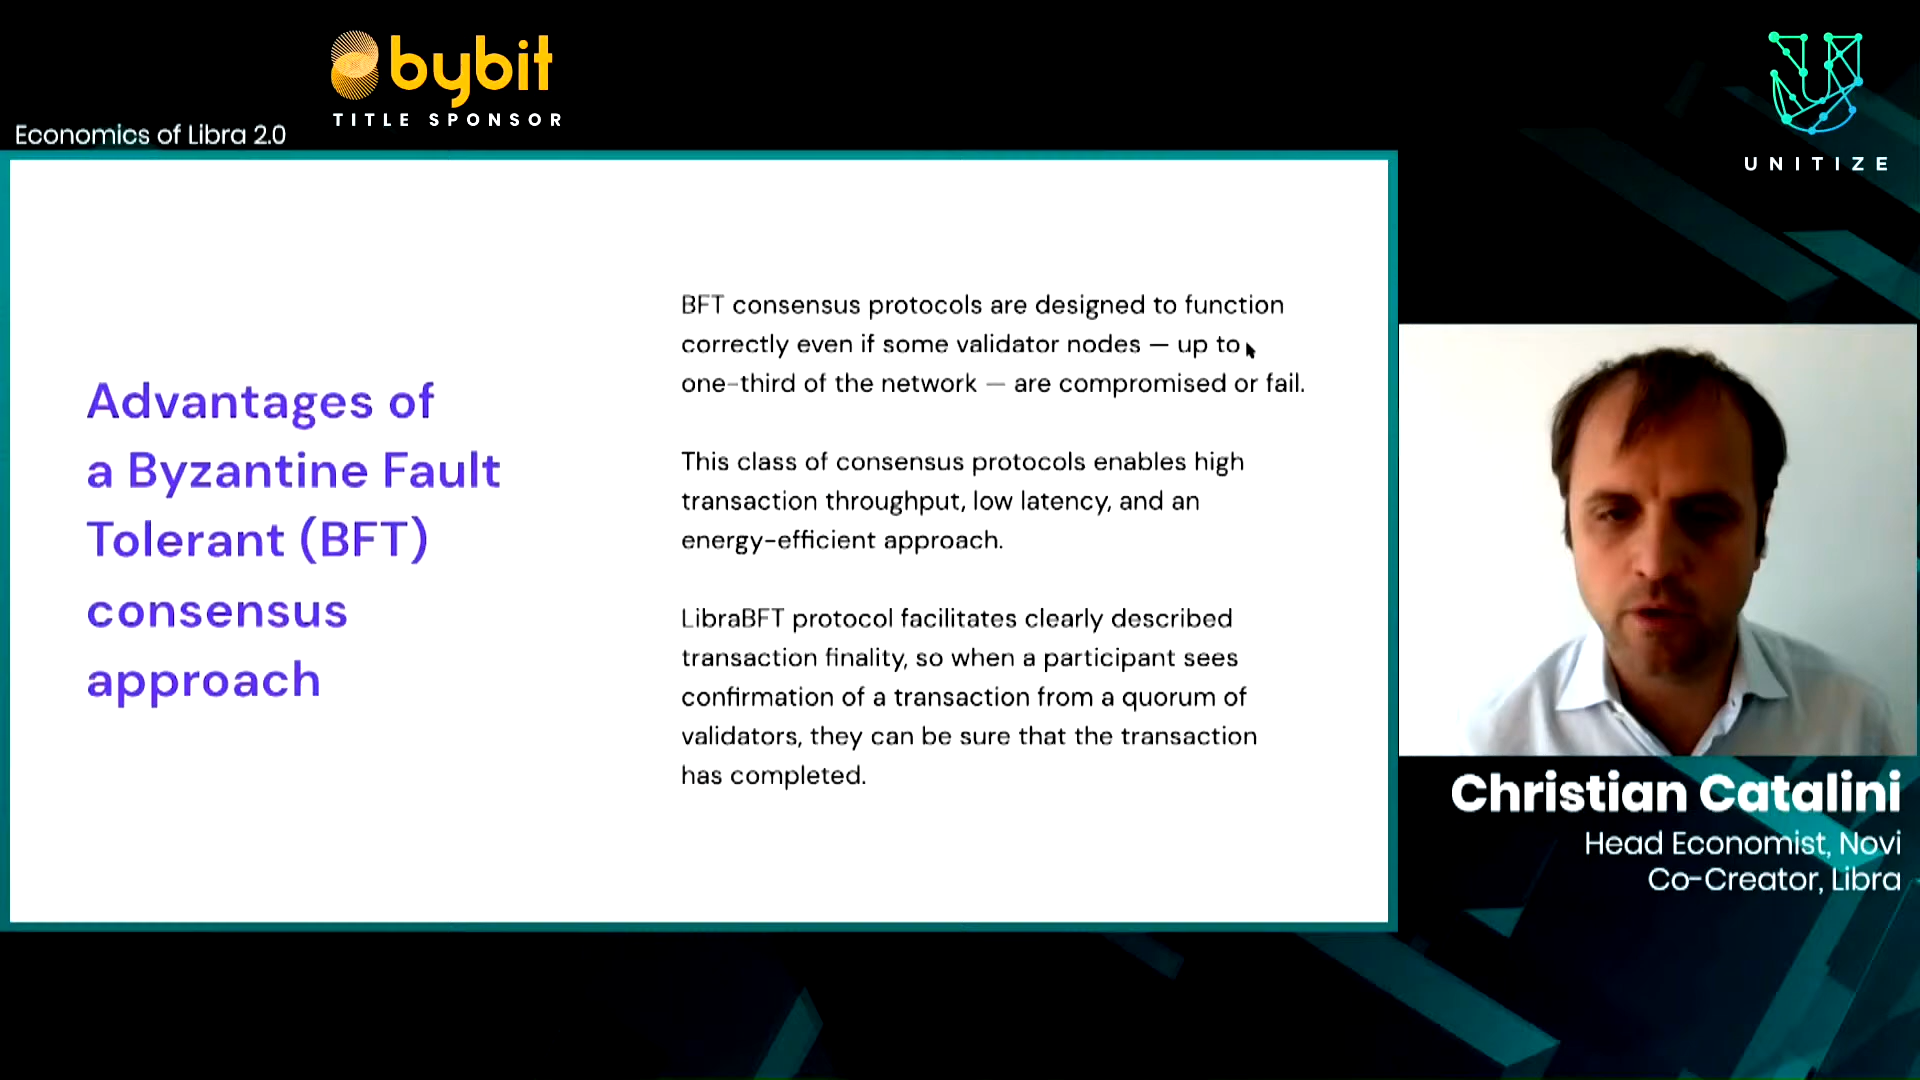 bybit
TITLE SPONSOR
Economics of Libra 2.0
UNITIZE
Advantages of
a Byzantine Fault
Tolerant (BFT)
consensus
approach
BFT consensus protocols are designed to function
correctly even if some validator nodes — up to
one-third of the network — are compromised or fail.
This class of consensus protocols enables high
transaction throughput, low latency, and an
energy-efficient approach.
LibraBFT protocol facilitates clearly described
transaction finality, so when a participant sees
confirmation of a transaction from a quorum of
validators, they can be sure that the transaction
has completed.
Christian Catalini
Head Economist, Novi
Co-Creator, Libra